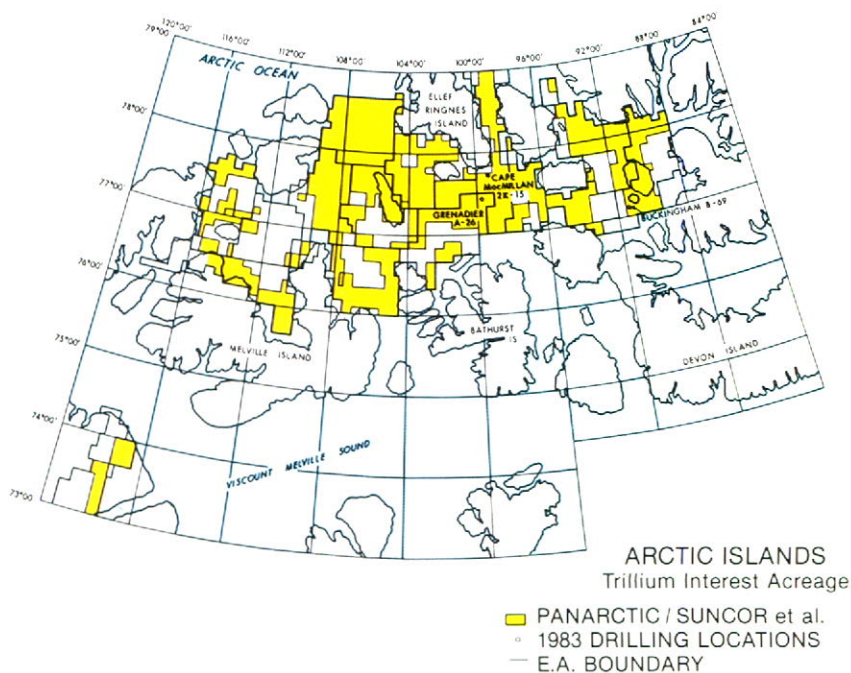 120°00'
116°00'
112°00'
108°00'
104°00'
100°00'
96°00'
92°00'
88°00'
84°00'
79°00'
ARCTIC OCEAN
78°00'
77°00'
76°00'
75°00'
74°00'
73°00'
ELLEF
RINGNES
ISLAND
CAPE
MacMILLAN
2K-15
GRENADIER
A-26
BUCKINGHAM B-69
MELVILLE ISLAND
BATHURST
IS
DEVON ISLAND
VISCOUNT MELVILLE SOUND
ARCTIC ISLANDS
Trillium Interest Acreage
PANARCTIC / SUNCOR et al.
1983 DRILLING LOCATIONS
E.A. BOUNDARY